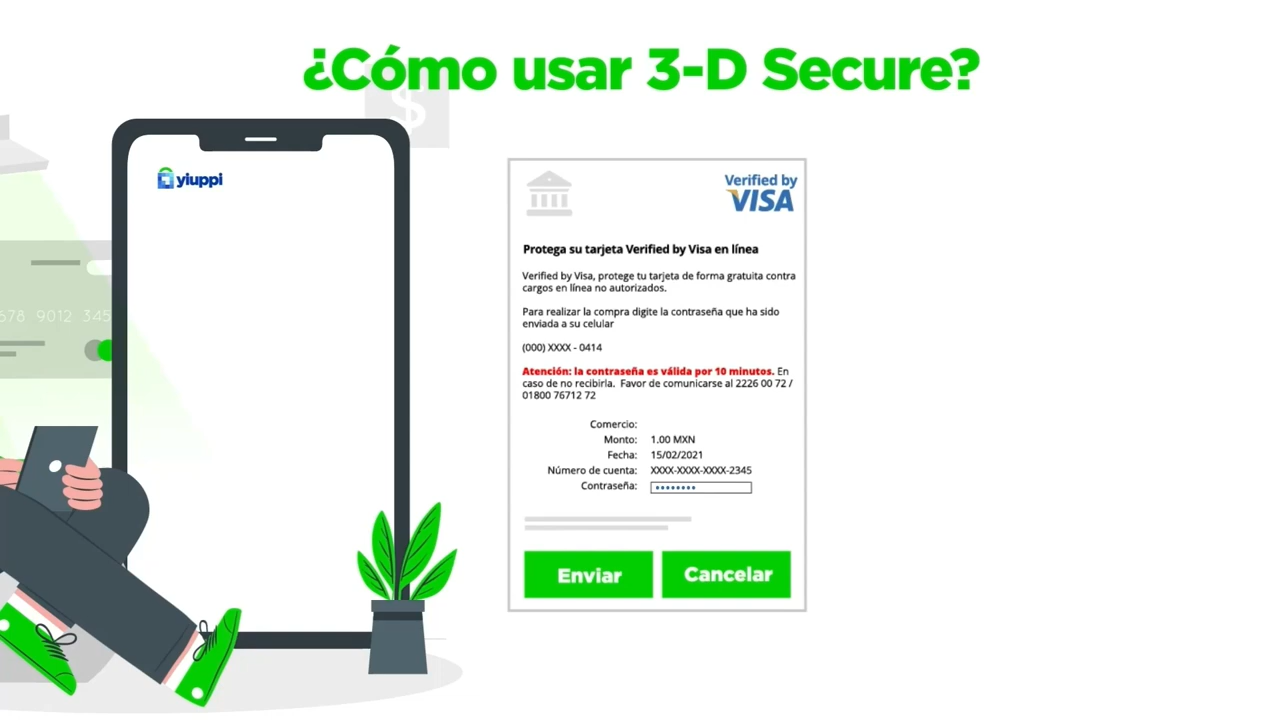 ¿Cómo usar 3-D Secure?
$
yiuppi
678 9012 345
Verified by
VISA
Protega su tarjeta Verified by Visa en línea
Verified by Visa, protege tu tarjeta de forma gratuita contra
cargos en línea no autorizados.
Para realizar la compra digite la contraseña que ha sido
enviada a su celular
(000) XXXX - 0414
Atención: la contraseña es válida por 10 minutos. En
caso de no recibirla. Favor de comunicarse al 2226 00 72 /
01800 76712 72
Comercio:
Monto: 1.00 MXN
Fecha: 15/02/2021
Número de cuenta: XXXX-XXXX-XXXX-2345
Contraseña: ••••••••
Enviar Cancelar